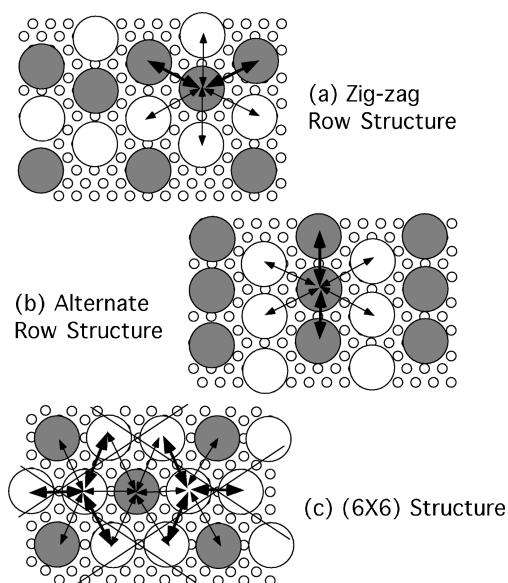 (a) Zig-zag
Row Structure
(b) Alternate
Row Structure
(c) (6X6) Structure